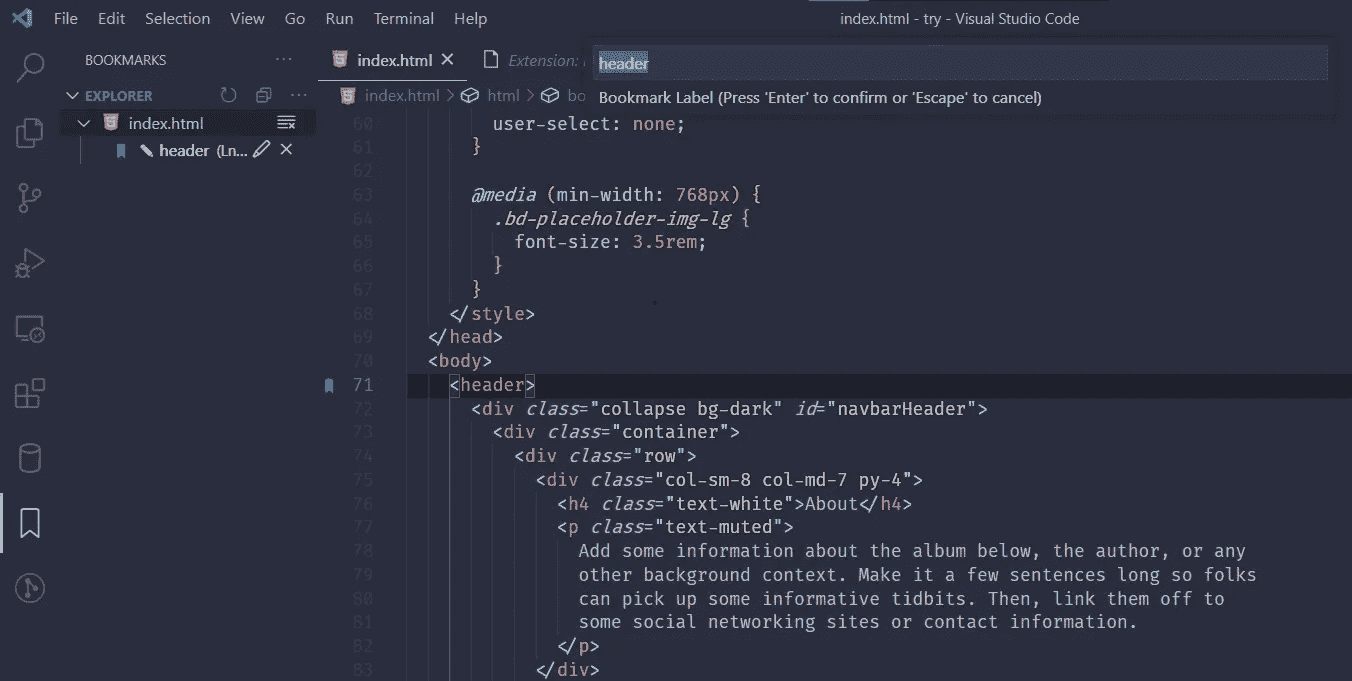 File Edit Selection View Go Run Terminal Help index.html - try - Visual Studio Code
BOOKMARKS ···
EXPLORER ···
index.html
header (Ln...
index.html Extension:
header
Bookmark Label (Press 'Enter' to confirm or 'Escape' to cancel)
index.html > html > bo
60 user-select: none;
61 }
62
63 @media (min-width: 768px) {
64 .bd-placeholder-img-lg {
65 font-size: 3.5rem;
66 }
67 }
68 </style>
69 </head>
70 <body>
71 <header>
72 <div class="collapse bg-dark" id="navbarHeader">
73 <div class="container">
74 <div class="row">
75 <div class="col-sm-8 col-md-7 py-4">
76 <h4 class="text-white">About</h4>
77 <p class="text-muted">
78 Add some information about the album below, the author, or any
79 other background context. Make it a few sentences long so folks
80 can pick up some informative tidbits. Then, link them off to
81 some social networking sites or contact information.
82 </p>
83 </div>